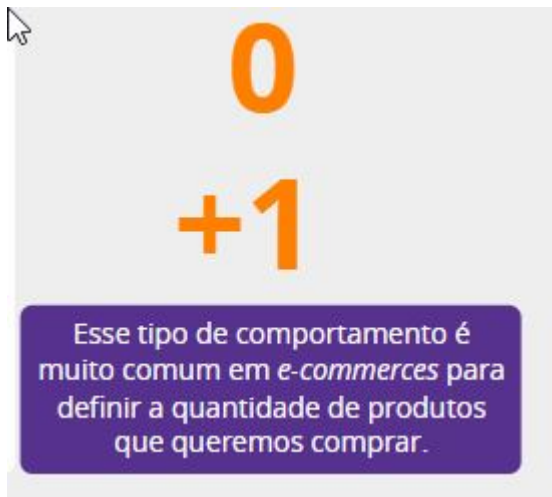 0
+1
Esse tipo de comportamento é
muito comum em e-commerces para
definir a quantidade de produtos
que queremos comprar.